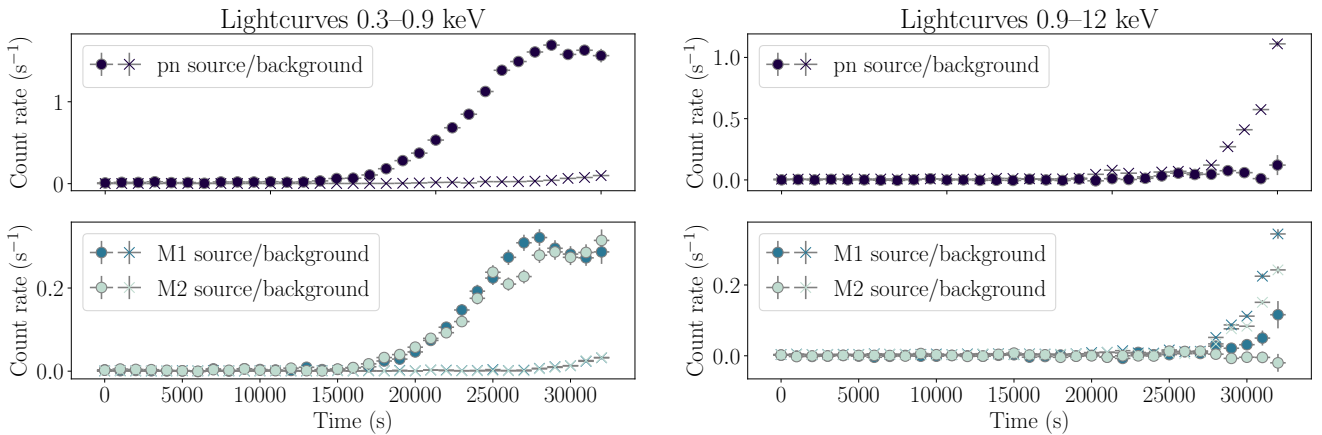 Lightcurves 0.3–0.9 keV
Lightcurves 0.9–12 keV
Count rate (s⁻¹)
1
0
pn source/background
Count rate (s⁻¹)
1.0
0.5
0.0
pn source/background
Count rate (s⁻¹)
0.2
0.0
M1 source/background
M2 source/background
0 5000 10000 15000 20000 25000 30000
Time (s)
Count rate (s⁻¹)
0.2
0.0
M1 source/background
M2 source/background
0 5000 10000 15000 20000 25000 30000
Time (s)